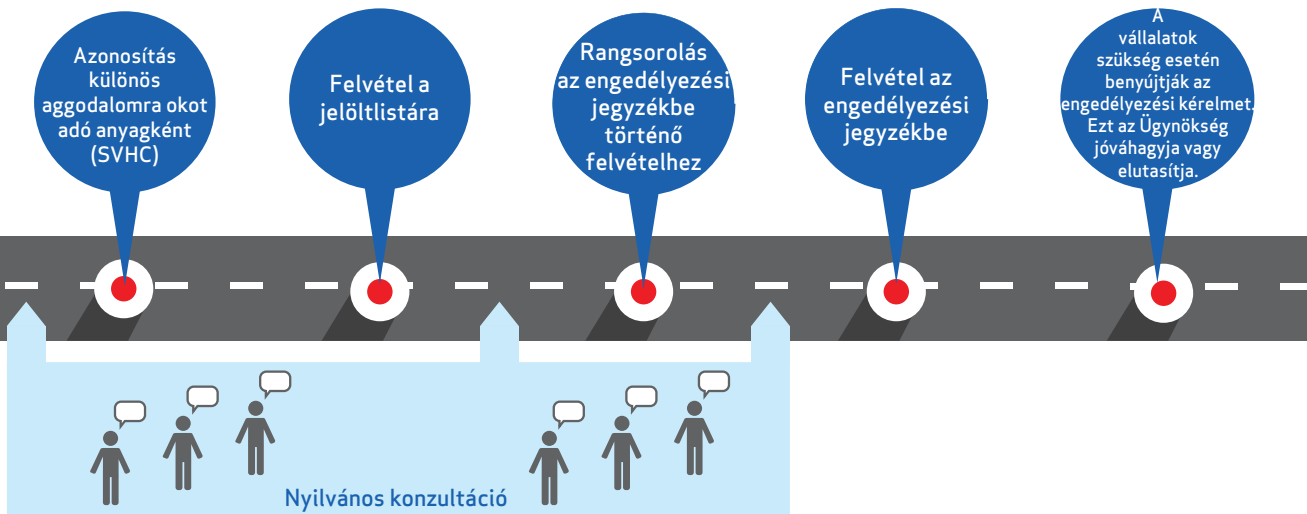 Azonosítás
különös
aggodalomra okot
adó anyagként
(SVHC)
Felvétel a
jelöltlistára
Rangsorolás
az engedélyezési
jegyzékbe
történő
felvételhez
Felvétel az
engedélyezési
jegyzékbe
A
vállalatok
szükség esetén
benyújtják az
engedélyezési kérelmet.
Ezt az Ügynökség
jóváhagyja vagy
elutasítja.
Nyilvános konzultáció